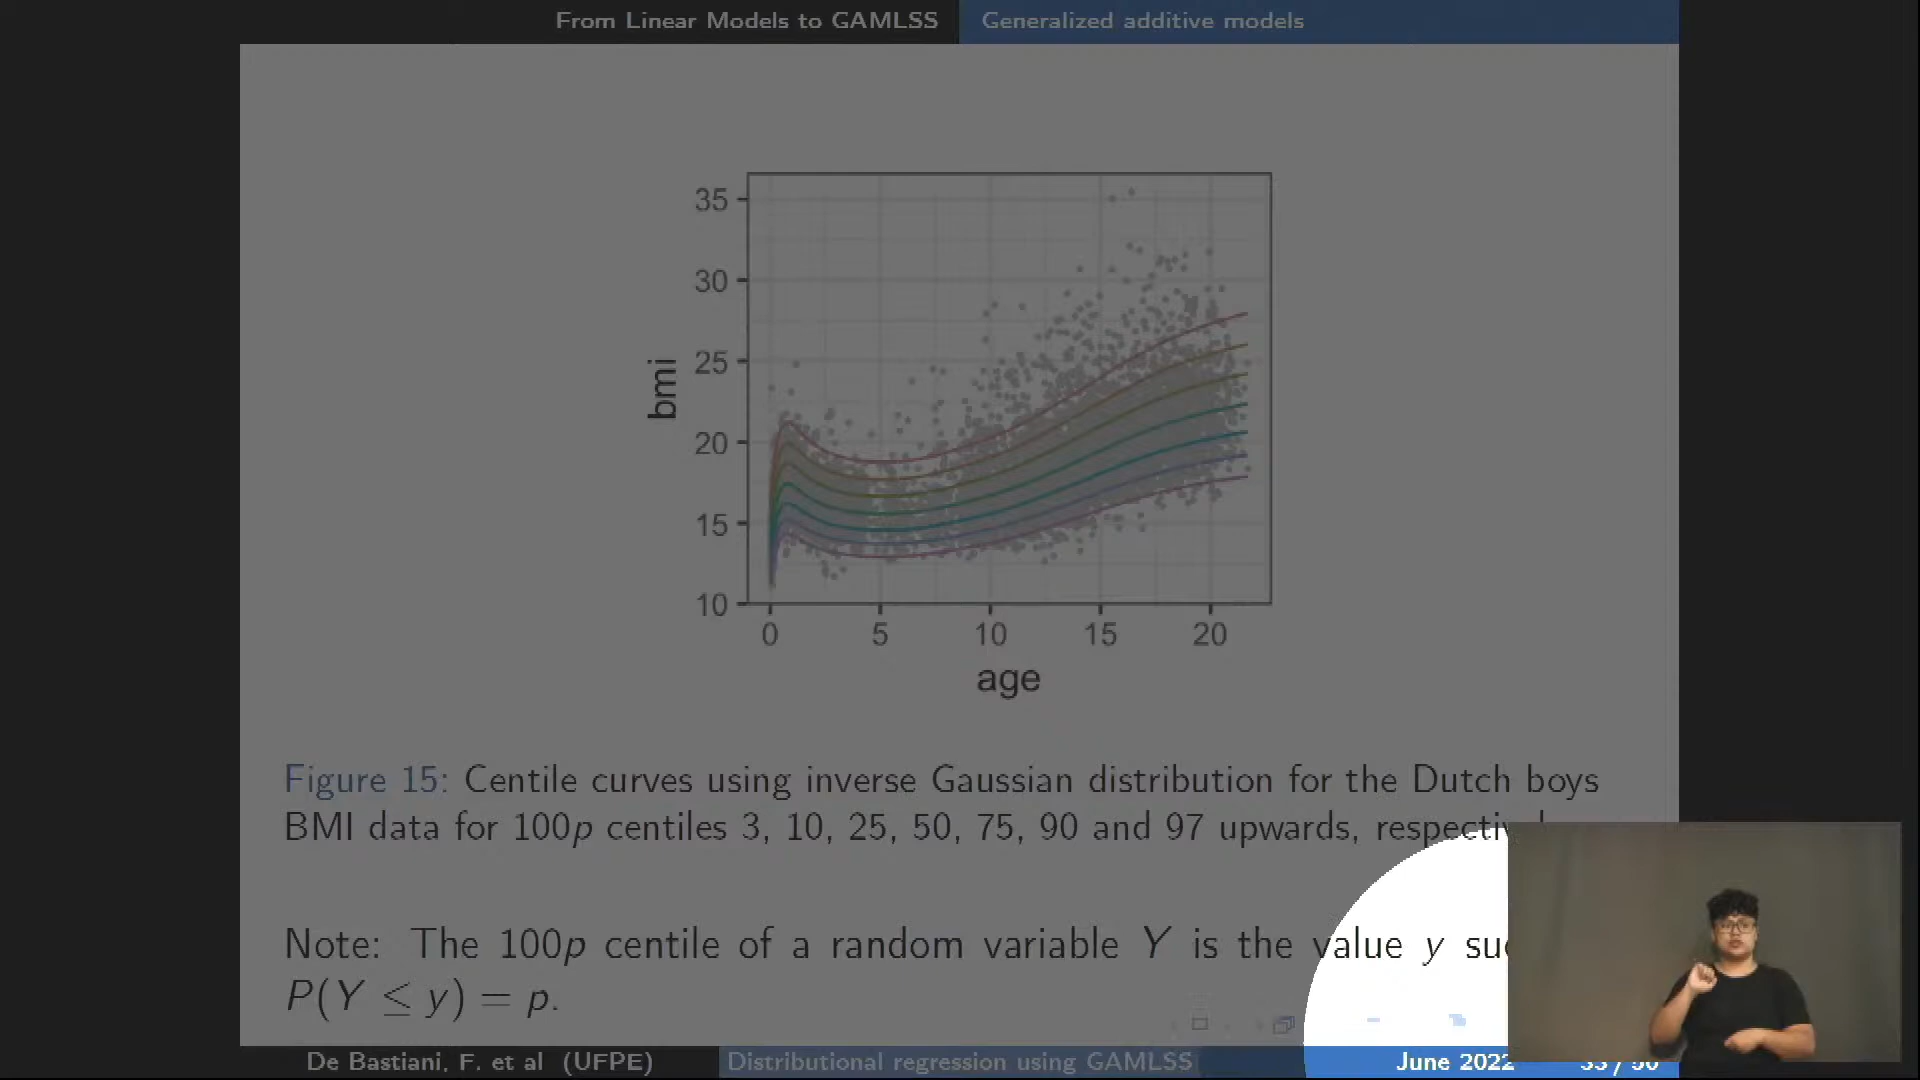 From Linear Models to GAMLSS
Generalized additive models
35
30
25
20
15
10
bmi
0 5 10 15 20
age
Figure 15: Centile curves using inverse Gaussian distribution for the Dutch boys
BMI data for 100p centiles 3, 10, 25, 50, 75, 90 and 97 upwards,
Note: The 100p centile of a random variable Y is the value y
P(Y ≤ y) = p.
De Bastiani, F. et al (UFPE)
Distributional regression using GAMLSS
June 2022